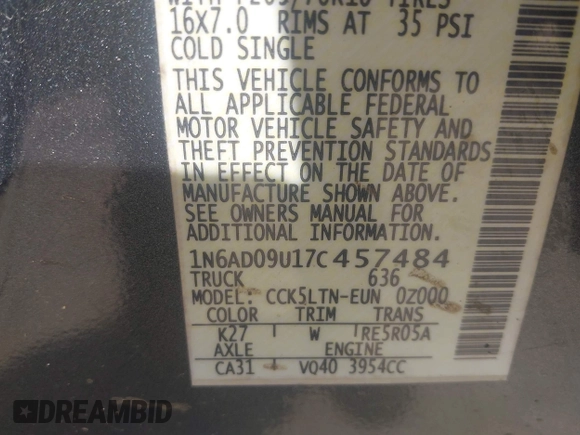 16X7.0 RIMS AT 35 PSI
COLD SINGLE
THIS VEHICLE CONFORMS TO
ALL APPLICABLE FEDERAL
MOTOR VEHICLE SAFETY AND
THEFT PREVENTION STANDARDS
IN EFFECT ON THE DATE OF
MANUFACTURE SHOWN ABOVE.
SEE OWNERS MANUAL FOR
ADDITIONAL INFORMATION.
1N6AD09U17C457484
TRUCK 636
MODEL: CCK5LTN-EUN 0Z000
COLOR TRIM TRANS
K27 W RE5R05A
AXLE ENGINE
CA31 VQ40 3954CC
DREAMBID